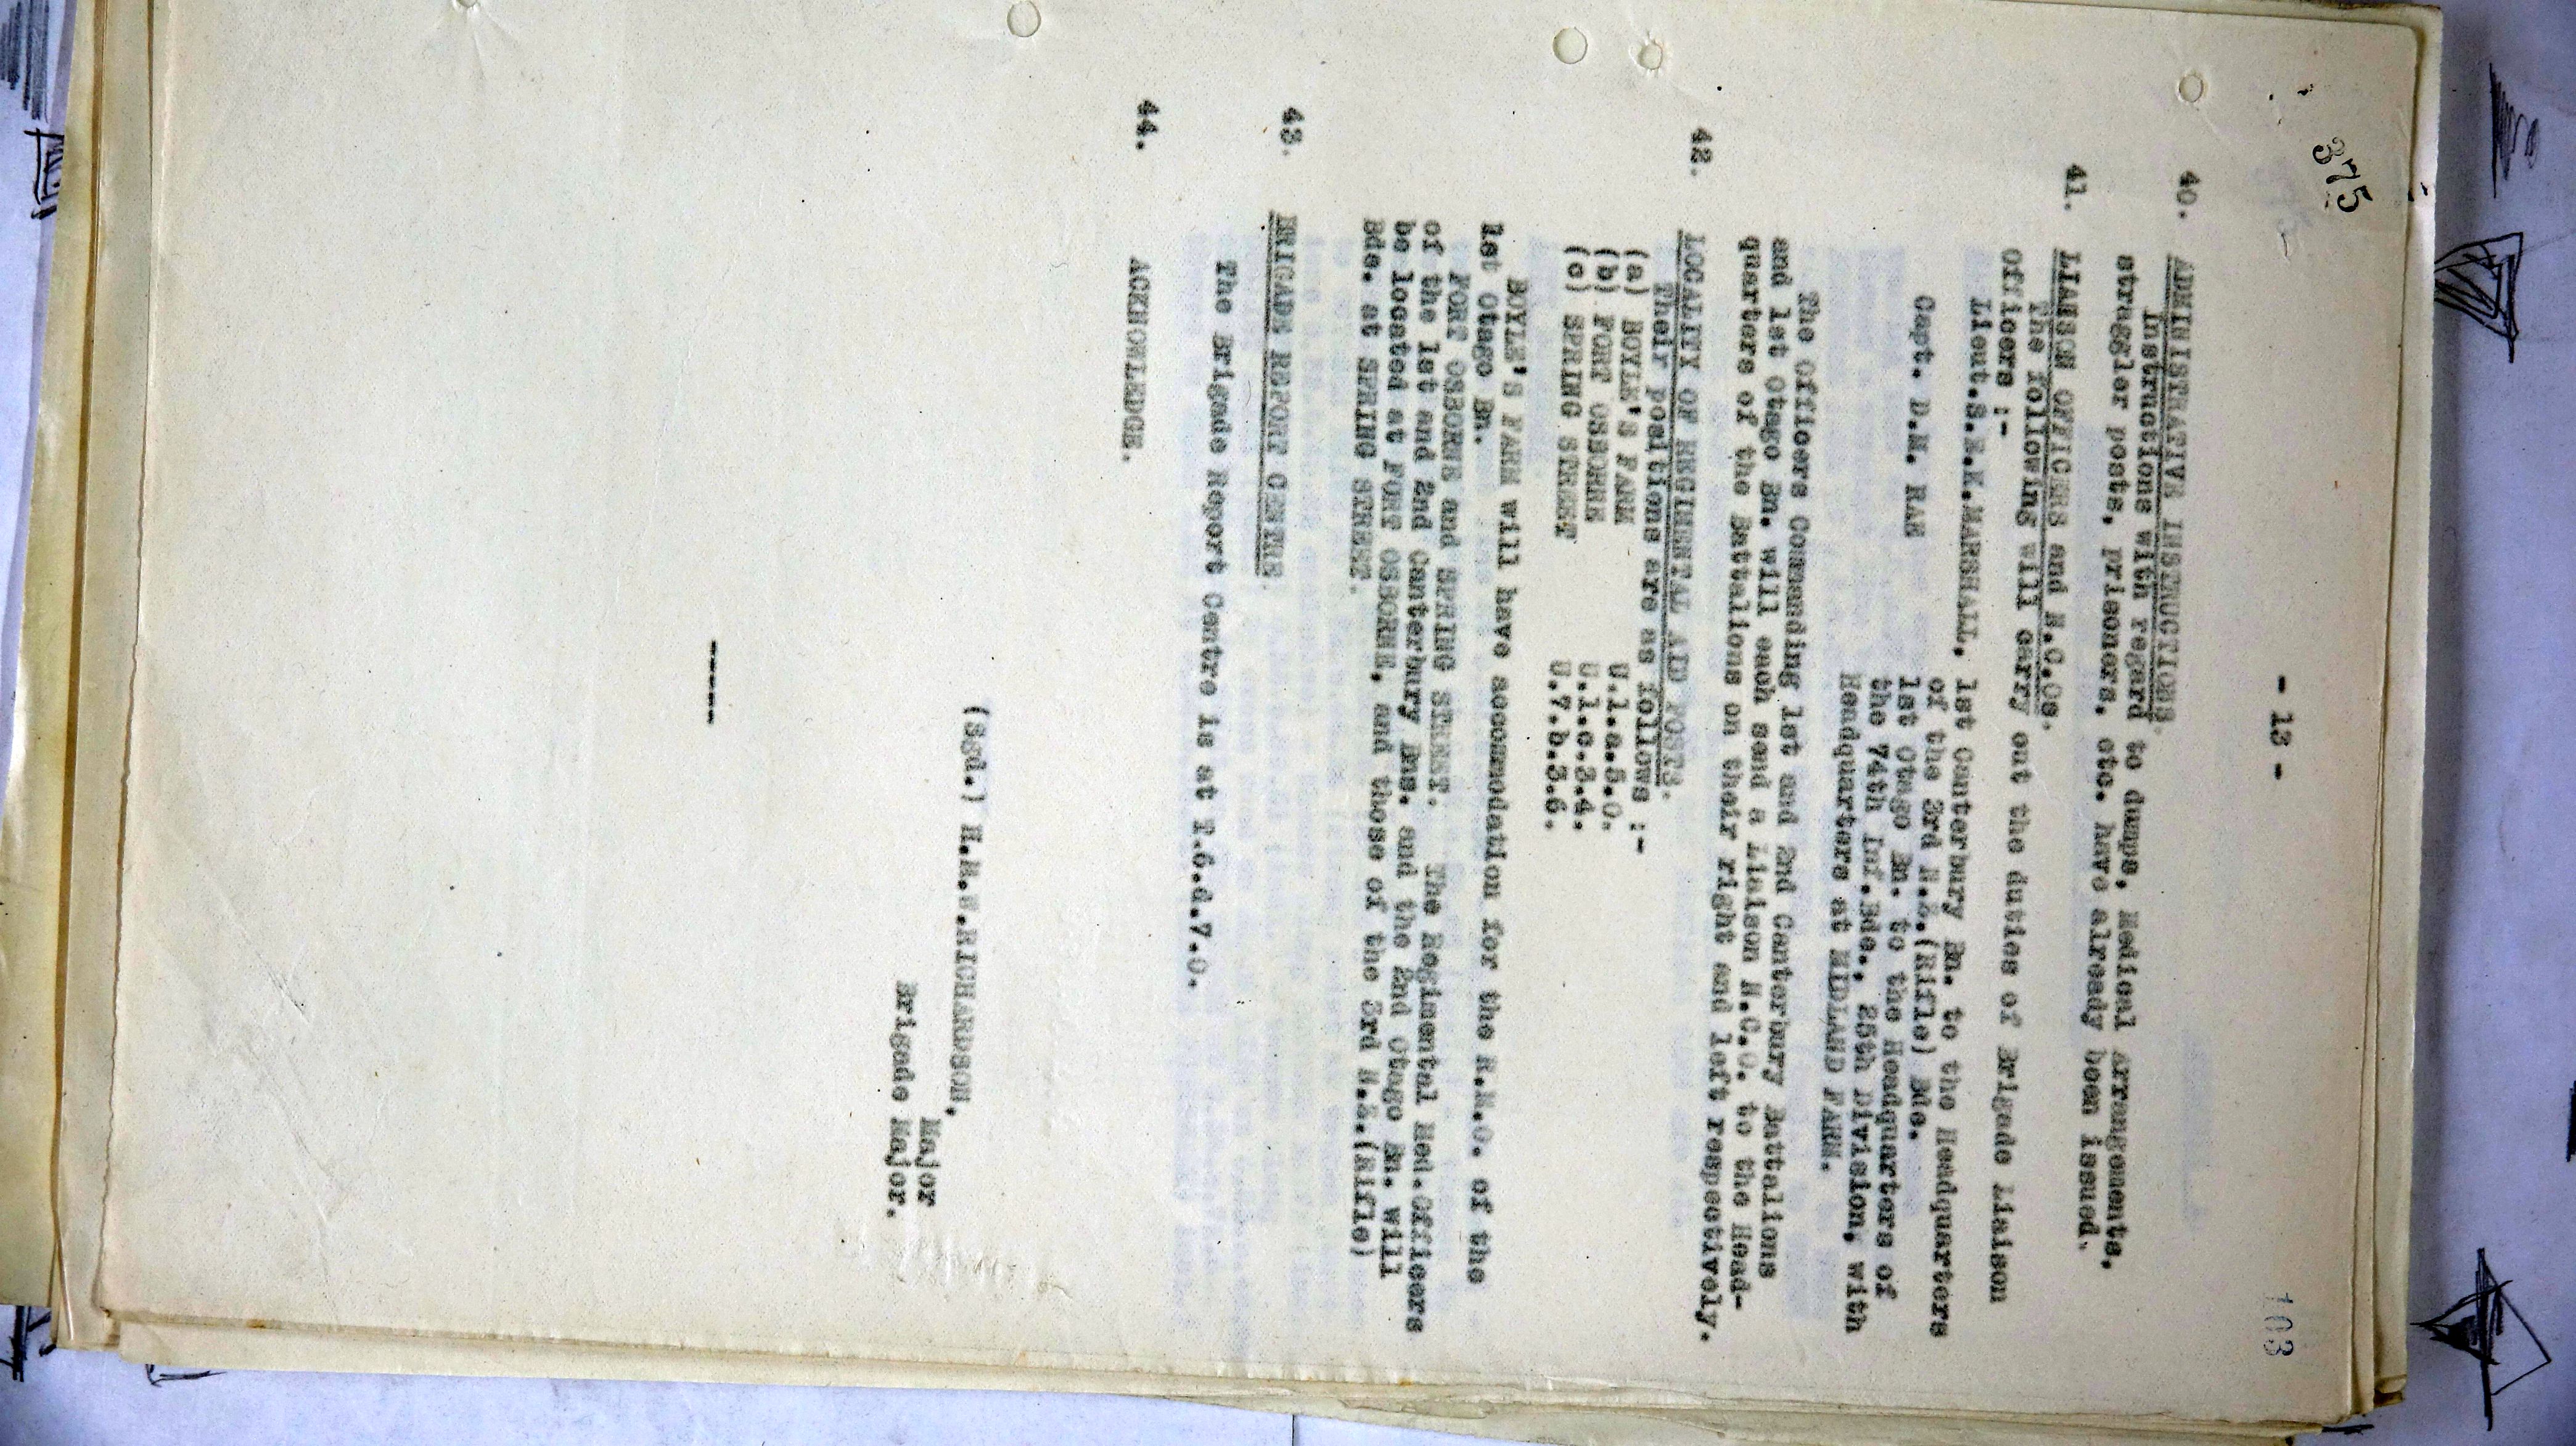 375
- 13 -
103
40. ADMINISTRATIVE INSTRUCTIONS.
Instructions with regard to dumps, Medical Arrangements,
straggler posts, prisoners, etc. have already been issued.
41. LIAISON OFFICERS and N.C.Os.
The following will carry out the duties of Brigade Liaison
officers :-
Lieut.S.E.K.MARSHALL, 1st Canterbury Bn. to the Headquarters
of the 3rd N.Z.(Rifle) Bde.
Capt. D.M. RAE 1st Otago Bn. to the Headquarters of
the 74th Inf.Bde., 25th Division, with
Headquarters at MIDLAND FARM.
The Officers Commanding 1st and 2nd Canterbury Battalions
and 1st Otago Bn. will each send a Liaison N.C.O. to the Head-
quarters of the Battalions on their right and left respectively.
42. LOCALITY OF REGIMENTAL AID POSTS.
Their positions are as follows :-
(a) BOYLE'S FARM U.1.a.5.0.
(b) FORT OSBORNE U.1.c.3.4.
(c) SPRING STREET U.7.b.3.6.
BOYLE'S FARM will have accommodation for the R.M.O. of the
1st Otago Bn.
FORT OSBORNE and SPRING STREET. The Regimental Med.Officers
of the 1st and 2nd Canterbury Bns. and the 2nd Otago Bn. will
be located at FORT OSBORNE, and those of the 3rd N.Z.(Rifle)
Bde. at SPRING STREET.
43. BRIGADE REPORT CENTRE.
The Brigade Report Centre is at T.6.d.7.0.
44. ACKNOWLEDGE.
(Sgd.) H.M.W.RICHARDSON,
Major
Brigade Major.
-----